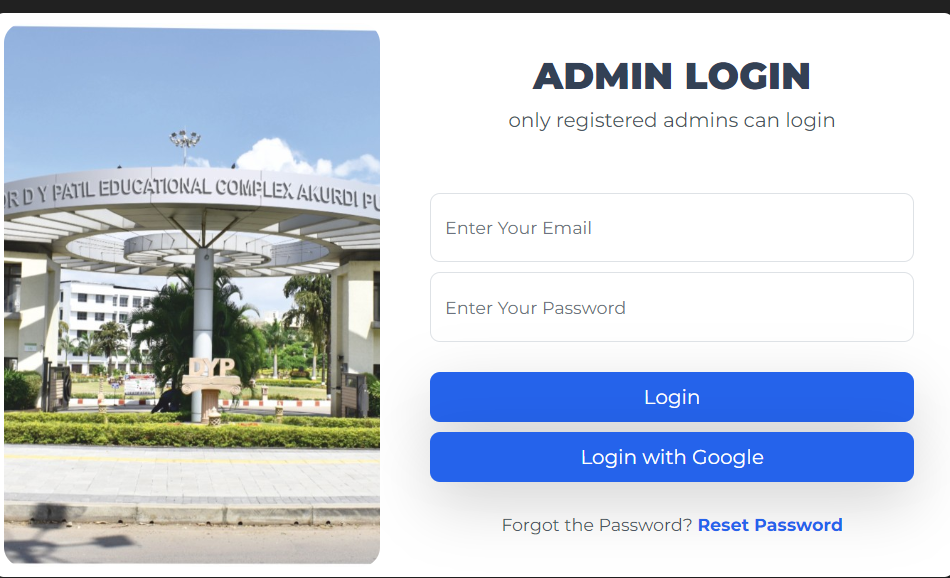 DR D Y PATIL EDUCATIONAL COMPLEX AKURDI
DYP
ADMIN LOGIN
only registered admins can login
Enter Your Email
Enter Your Password
Login
Login with Google
Forgot the Password? Reset Password